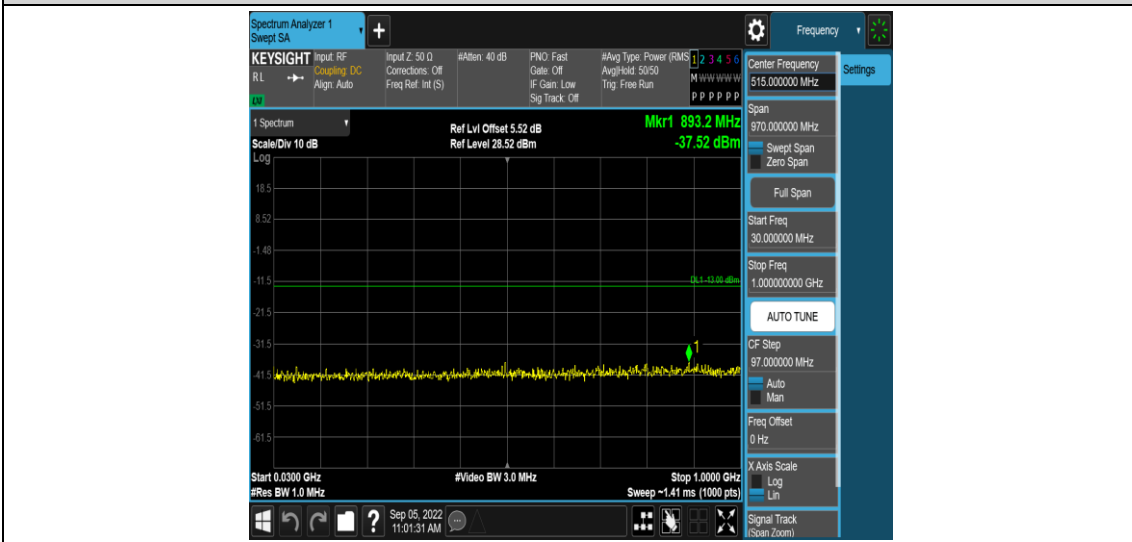 Spectrum Analyzer 1
Swept SA
+
Frequency
KEYSIGHT
RL
LXI
Input: RF
Coupling: DC
Align: Auto
Input Z: 50 Ω
Corrections: Off
Freq Ref: Int (S)
#Atten: 40 dB
PNO: Fast
Gate: Off
IF Gain: Low
Sig Track: Off
#Avg Type: Power (RMS
Avg|Hold: 50/50
Trig: Free Run
1 2 3 4 5 6
M W W W W W
P P P P P P
1 Spectrum
Scale/Div 10 dB
Log
Ref Lvl Offset 5.52 dB
Ref Level 28.52 dBm
Mkr1 893.2 MHz
-37.52 dBm
18.5
8.52
-1.48
-11.5
DL1 -13.00 dBm
-21.5
-31.5
1
-41.5
-51.5
-61.5
Start 0.0300 GHz
#Res BW 1.0 MHz
#Video BW 3.0 MHz
Stop 1.0000 GHz
Sweep ~1.41 ms (1000 pts)
Sep 05, 2022
11:01:31 AM
?
Center Frequency
515.000000 MHz
Settings
Span
970.000000 MHz
Swept Span
Zero Span
Full Span
Start Freq
30.000000 MHz
Stop Freq
1.000000000 GHz
AUTO TUNE
CF Step
97.000000 MHz
Auto
Man
Freq Offset
0 Hz
X Axis Scale
Log
Lin
Signal Track
(Span Zoom)